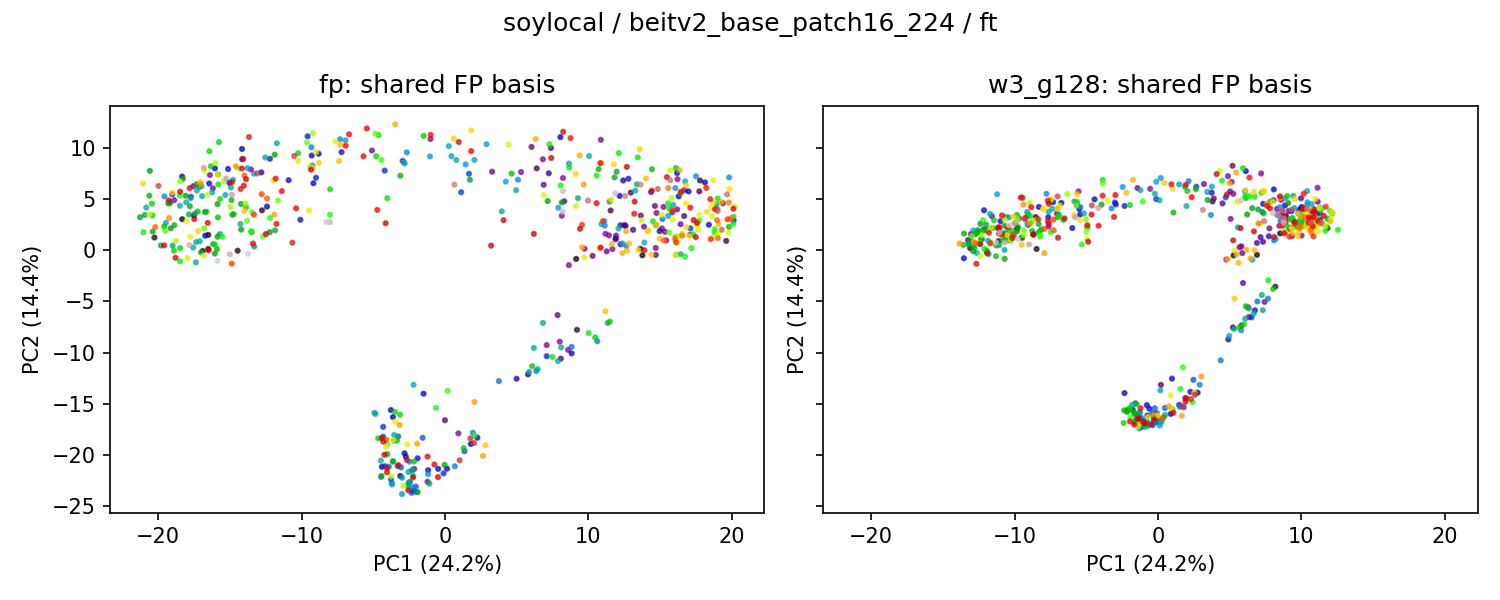 soylocal / beitv2_base_patch16_224 / ft
fp: shared FP basis
w3_g128: shared FP basis
PC2 (14.4%)
10
5
0
−5
−10
−15
−20
−25
−20
−10
0
10
20
PC1 (24.2%)
PC2 (14.4%)
−20
−10
0
10
20
PC1 (24.2%)